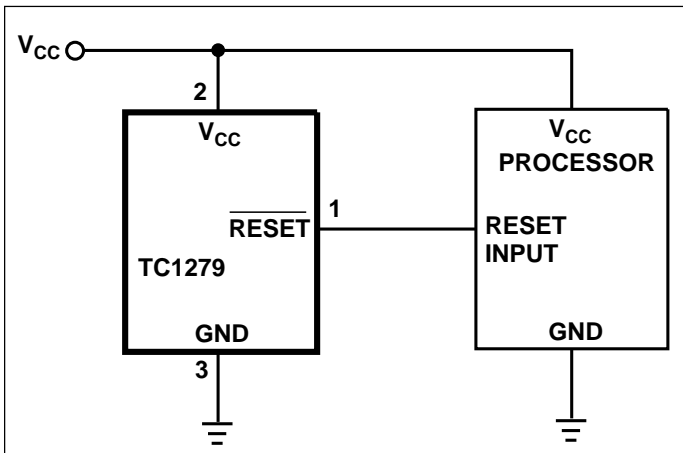 VCC
2
VCC
RESET
1
TC1279
GND
3
VCC
PROCESSOR
RESET
INPUT
GND